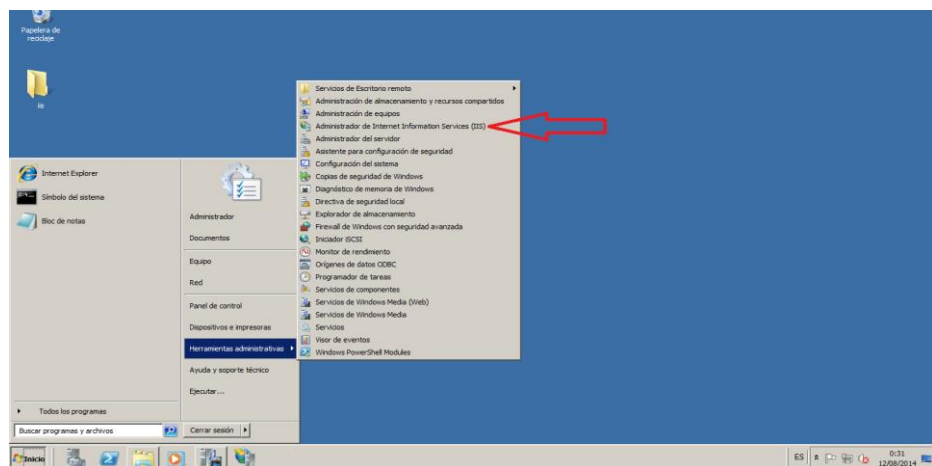 Papelera de
reciclaje
iis
Servicios de Escritorio remoto
Administración de almacenamiento y recursos compartidos
Administración de equipos
Administrador de Internet Information Services (IIS)
Administrador del servidor
Asistente para configuración de seguridad
Configuración del sistema
Copias de seguridad de Windows
Diagnóstico de memoria de Windows
Directiva de seguridad local
Explorador de almacenamiento
Firewall de Windows con seguridad avanzada
Iniciador iSCSI
Monitor de rendimiento
Orígenes de datos ODBC
Programador de tareas
Servicios de componentes
Servicios de Windows Media (Web)
Servicios de Windows Media
Servicios
Visor de eventos
Windows PowerShell Modules
Internet Explorer
Símbolo del sistema
Bloc de notas
Todos los programas
Buscar programas y archivos
Administrador
Documentos
Equipo
Red
Panel de control
Dispositivos e impresoras
Herramientas administrativas
Ayuda y soporte técnico
Ejecutar...
Cerrar sesión
Inicio
ES
0:31
12/08/2014